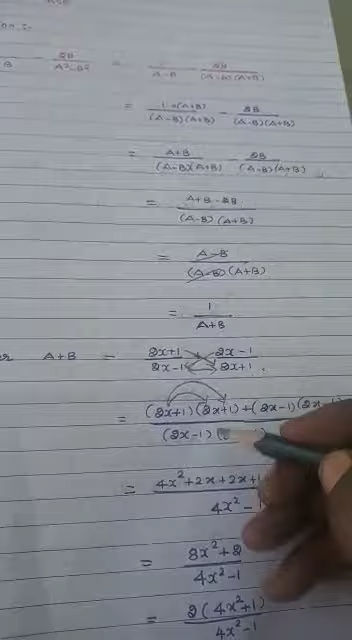 B − 2B / A²−B² = 1 / A−B − 2B / (A−B)(A+B)
= 1×(A+B) / (A−B)(A+B) − 2B / (A−B)(A+B)
= A+B / (A−B)(A+B) − 2B / (A−B)(A+B)
= A+B−2B / (A−B)(A+B)
= A−B / (A−B)(A+B)
= 1 / A+B
A+B = 2x+1 / 2x−1 + 2x−1 / 2x+1 .
= (2x+1)(2x+1)+(2x−1)(2x−1) / (2x−1)(
= 4x²+2x+2x+1 / 4x²−1
= 8x²+2 / 4x²−1
= 2(4x²+1) / 4x²−1